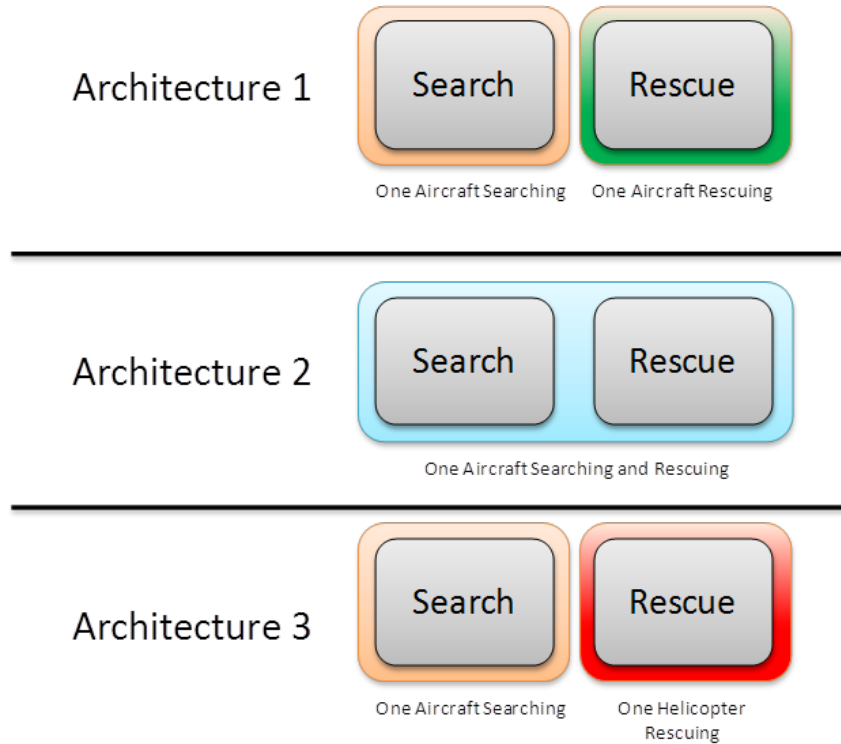 Architecture 1
Search
Rescue
One Aircraft Searching
One Aircraft Rescuing
Architecture 2
Search
Rescue
One Aircraft Searching and Rescuing
Architecture 3
Search
Rescue
One Aircraft Searching
One Helicopter
Rescuing